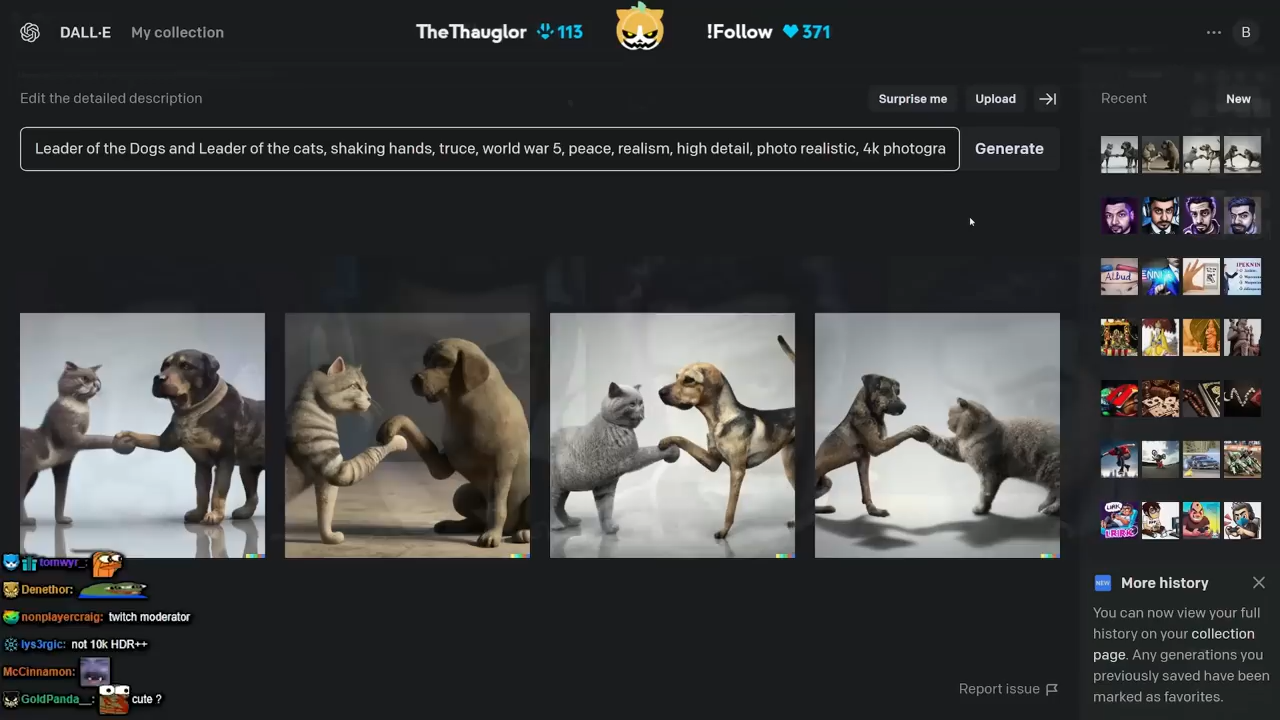 DALL·E
My collection
TheThauglor 113
!Follow 371
B
Edit the detailed description
Surprise me
Upload
Recent
New
Leader of the Dogs and Leader of the cats, shaking hands, truce, world war 5, peace, realism, high detail, photo realistic, 4k photogra
Generate
tomwyr_:
Denethor:
nonplayercraig: twitch moderator
lys3rgic: not 10k HDR++
McCinnamon:
GoldPanda__: cute ?
NEW
More history
You can now view your full
history on your collection
page. Any generations you
previously saved have been
marked as favorites.
Report issue